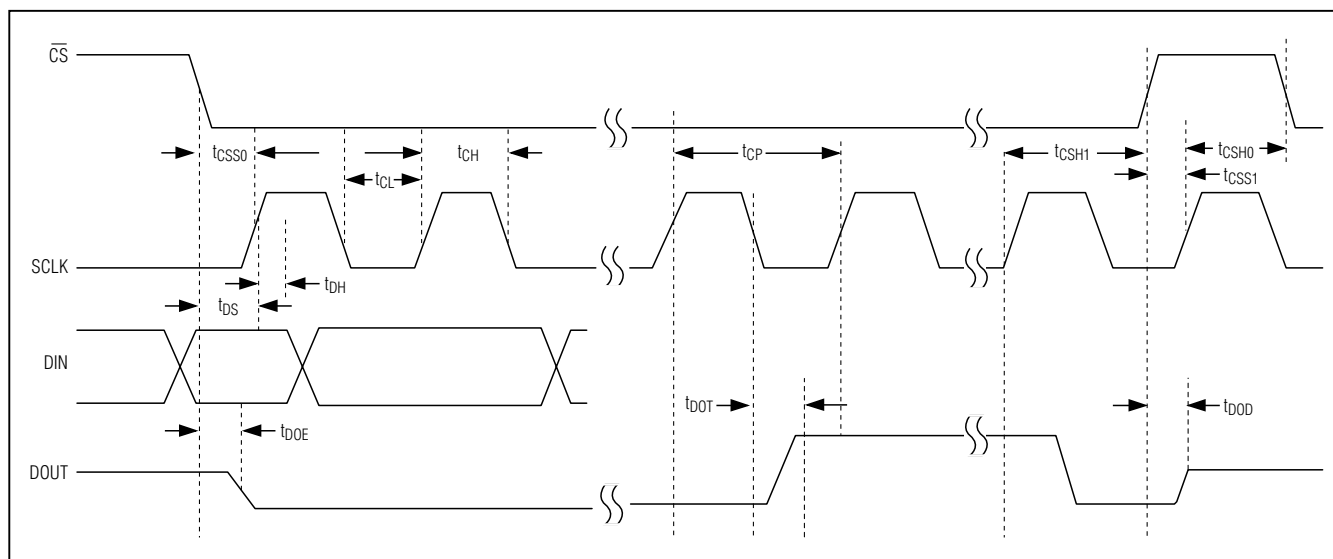 CS
tCSS0
tCL
tCH
tCP
tCSH1
tCSH0
tCSS1
SCLK
tDH
tDS
DIN
tDOT
tDOD
tDOE
DOUT